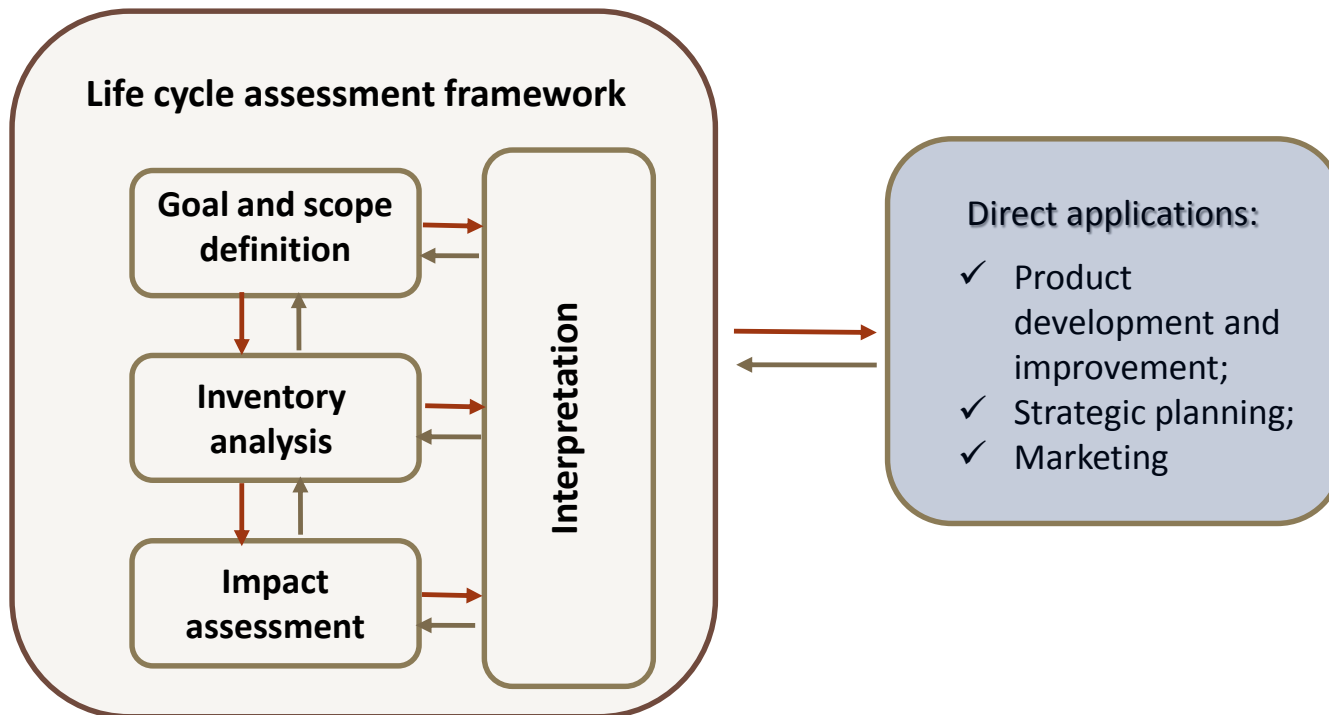 Life cycle assessment framework
Goal and scope
definition
Inventory
analysis
Impact
assessment
Interpretation
Direct applications:
✓ Product
development and
improvement;
✓ Strategic planning;
✓ Marketing